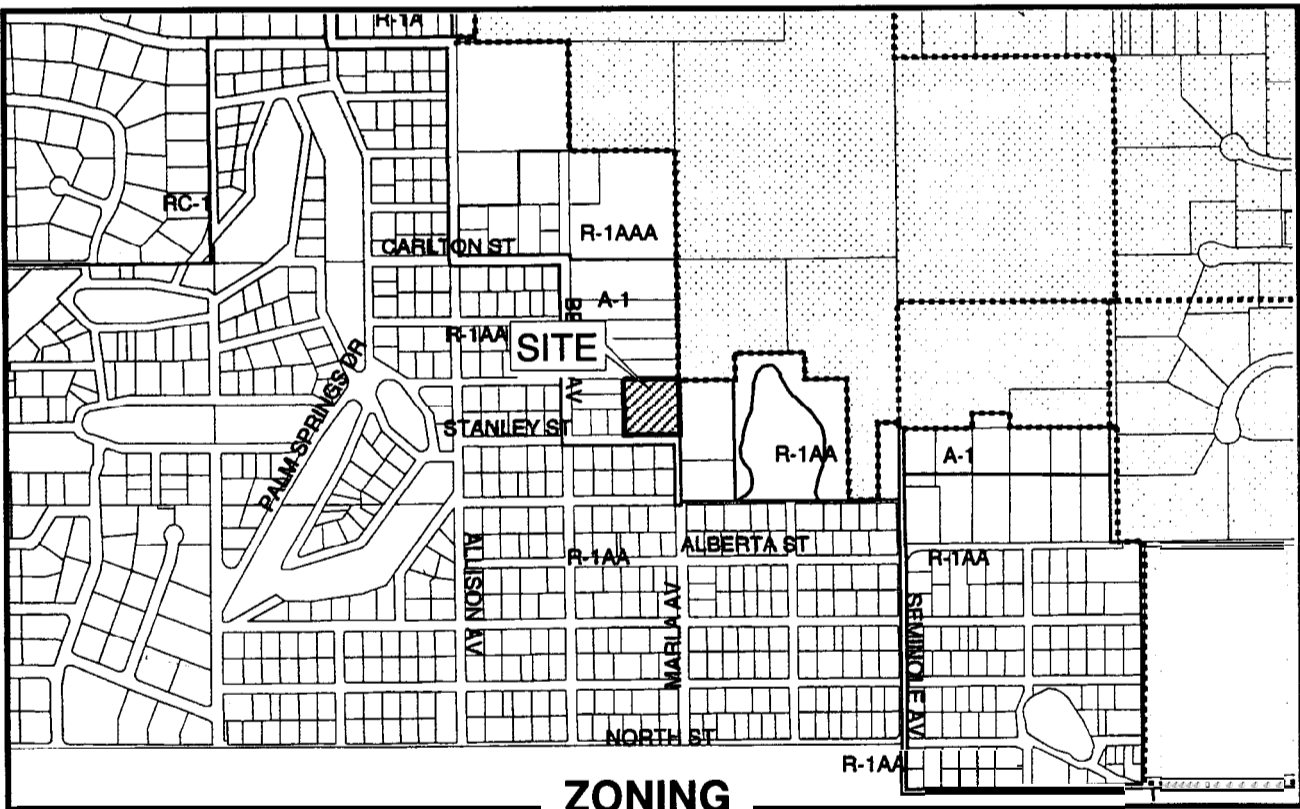 R-1A
RC-1
R-1AAA
CARLTON ST
A-1
R-1AA
SITE
AV
PALM SPRINGS DR
STANLEY ST
R-1AA
A-1
ALLISON AV
R-1AA
ALBERTA ST
R-1AA
MARLA AV
SEMINOLE AV
NORTH ST
R-1AA
ZONING